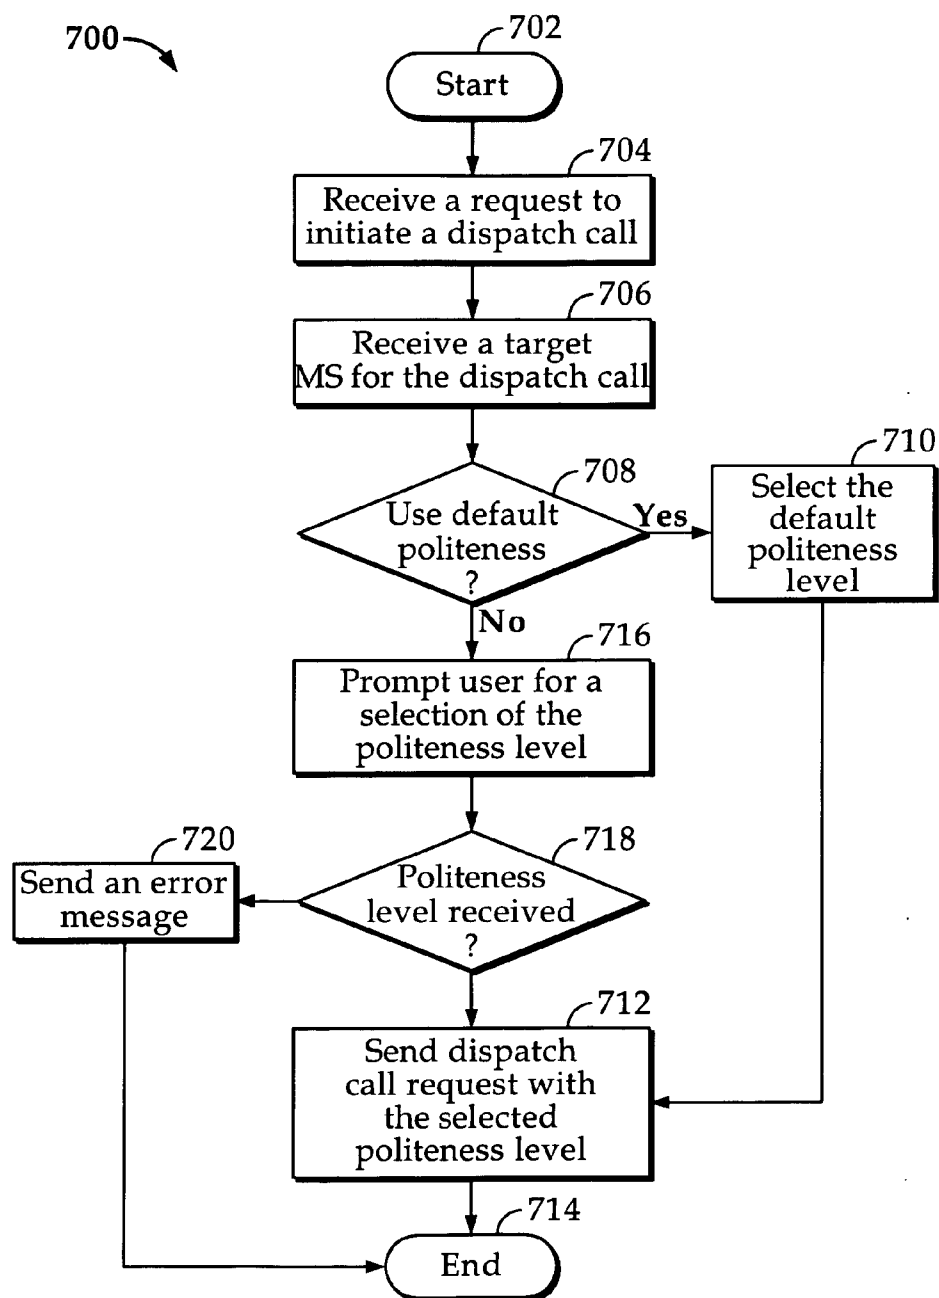 700
702
Start
704
Receive a request to
initiate a dispatch call
706
Receive a target
MS for the dispatch call
708
Use default
politeness
?
Yes
710
Select the
default
politeness
level
No
716
Prompt user for a
selection of the
politeness level
718
Politeness
level received
?
720
Send an error
message
712
Send dispatch
call request with
the selected
politeness level
714
End